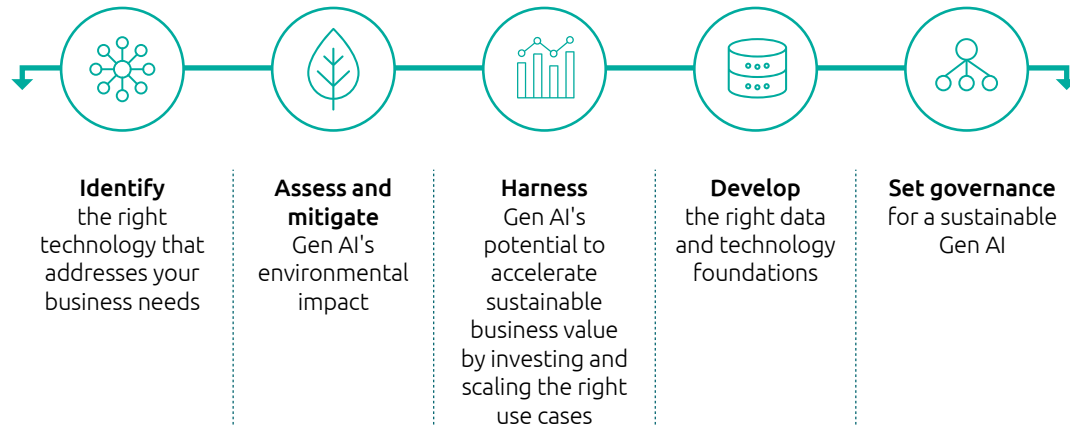 Identify
the right
technology that
addresses your
business needs
Assess and
mitigate
Gen AI's
environmental
impact
Harness
Gen AI's
potential to
accelerate
sustainable
business value
by investing and
scaling the right
use cases
Develop
the right data
and technology
foundations
Set governance
for a sustainable
Gen AI